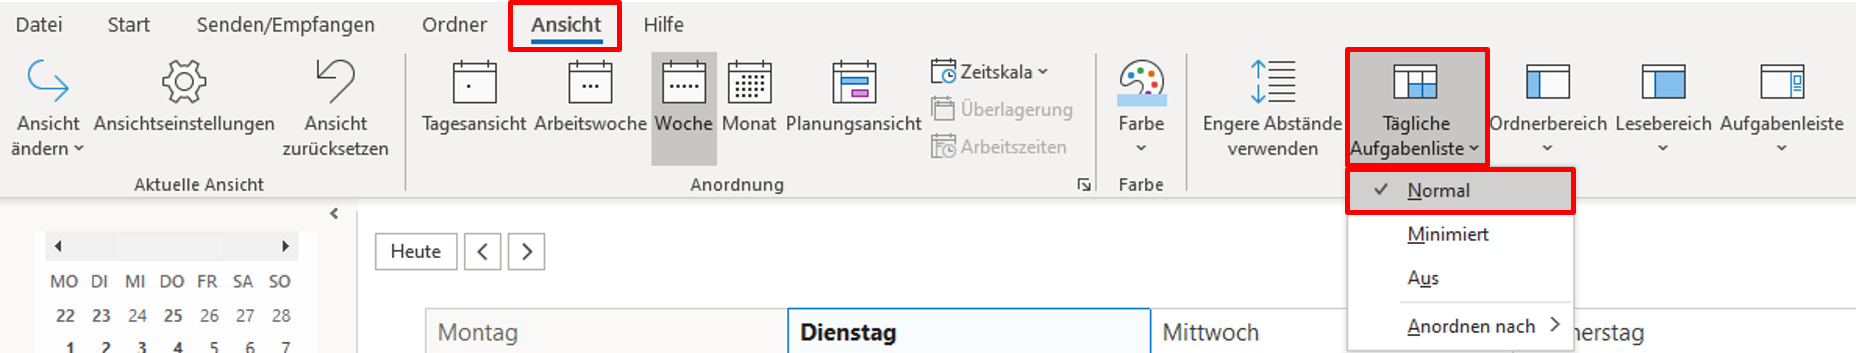 Datei Start Senden/Empfangen Ordner Ansicht Hilfe
Ansicht ändern
Ansichtseinstellungen
Ansicht zurücksetzen
Aktuelle Ansicht
Tagesansicht Arbeitswoche Woche Monat Planungsansicht
Zeitskala
Überlagerung
Arbeitszeiten
Anordnung
Farbe
Farbe
Engere Abstände verwenden
Tägliche Aufgabenliste
Ordnerbereich Lesebereich Aufgabenleiste
Normal
Minimiert
Aus
Anordnen nach
Heute
MO DI MI DO FR SA SO
22 23 24 25 26 27 28
1 2 3 4 5 6 7
Montag Dienstag Mittwoch nerstag